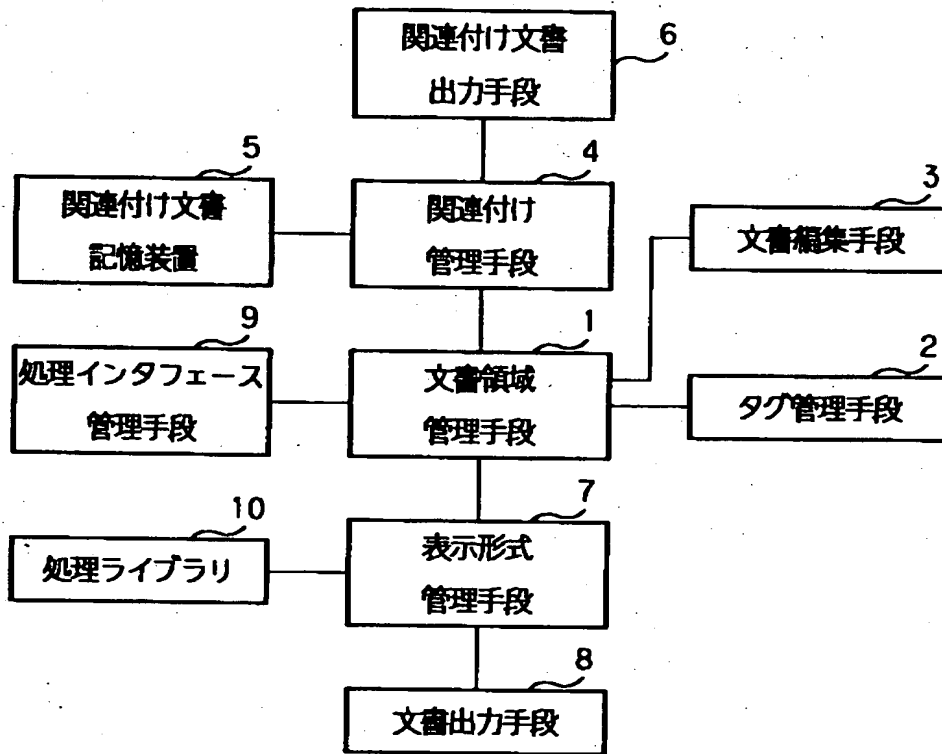 関連付け文書
出力手段
6
5
関連付け文書
記憶装置
4
関連付け
管理手段
3
文書編集手段
9
処理インタフェース
管理手段
1
文書領域
管理手段
2
タグ管理手段
10
処理ライブラリ
7
表示形式
管理手段
8
文書出力手段